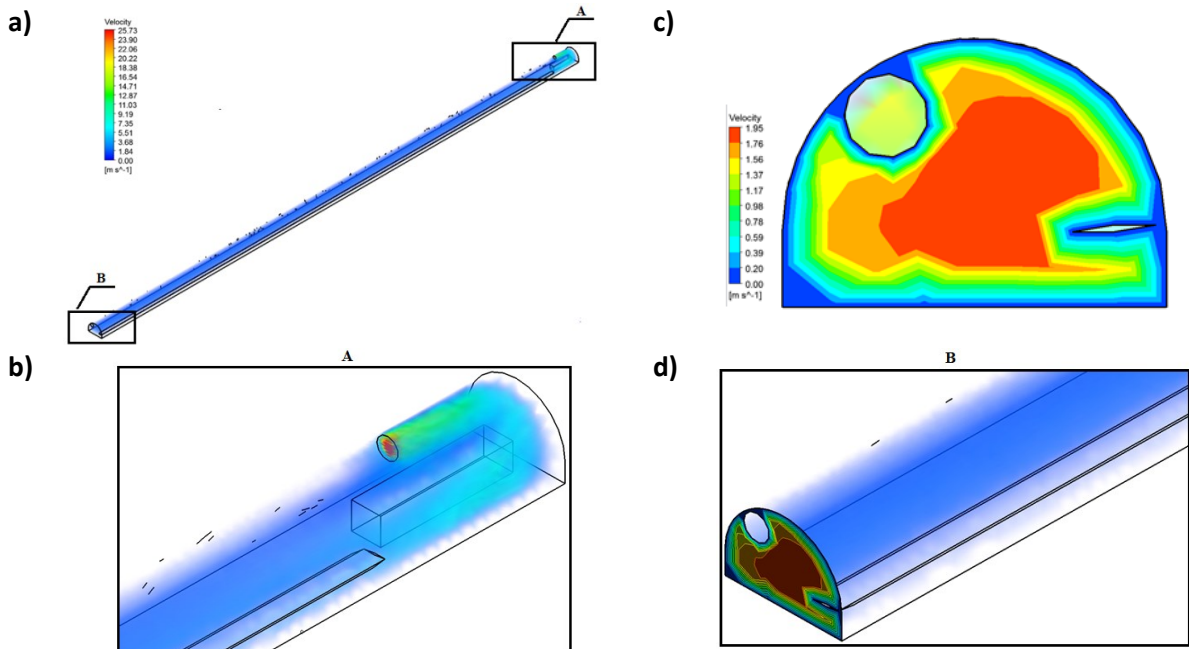 a)
Velocity
25.73
23.90
22.06
20.22
18.38
16.54
14.71
12.87
11.03
9.19
7.35
5.51
3.68
1.84
0.00
[m s^-1]
A
B
c)
Velocity
1.95
1.76
1.56
1.37
1.17
0.98
0.78
0.59
0.39
0.20
0.00
[m s^-1]
b)
A
d)
B